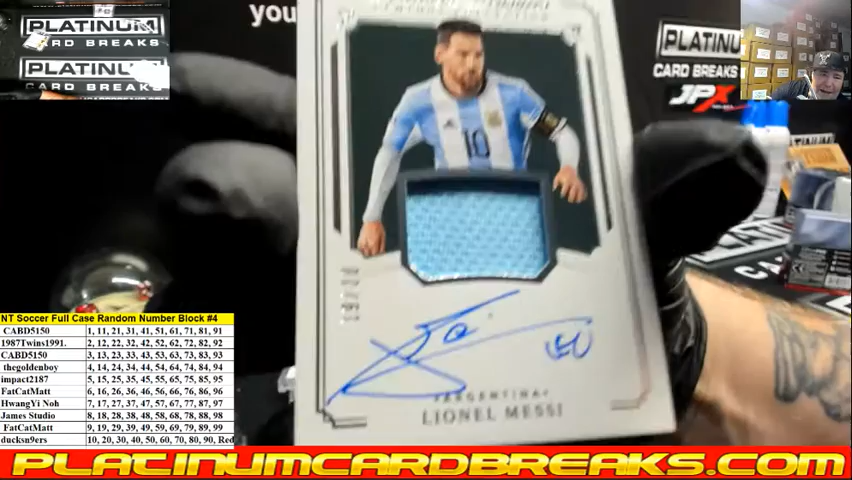 PLATINUM
CARD BREAKS
PLATINUM
CARD BREAKS
you
PLATINUM
CARD BREAKS
JPX
10
ARGENTINA
LIONEL MESSI
NT Soccer Full Case Random Number Block #4
CABD5150 1, 11, 21, 31, 41, 51, 61, 71, 81, 91
1987Twins1991. 2, 12, 22, 32, 42, 52, 62, 72, 82, 92
CABD5150 3, 13, 23, 33, 43, 53, 63, 73, 83, 93
thegoldenboy 4, 14, 24, 34, 44, 54, 64, 74, 84, 94
impact2187 5, 15, 25, 35, 45, 55, 65, 75, 85, 95
FatCatMatt 6, 16, 26, 36, 46, 56, 66, 76, 86, 96
HwangYi Noh 7, 17, 27, 37, 47, 57, 67, 77, 87, 97
James Studio 8, 18, 28, 38, 48, 58, 68, 78, 88, 98
FatCatMatt 9, 19, 29, 39, 49, 59, 69, 79, 89, 99
ducksn9ers 10, 20, 30, 40, 50, 60, 70, 80, 90, Red
PLATINUMCARDBREAKS.COM